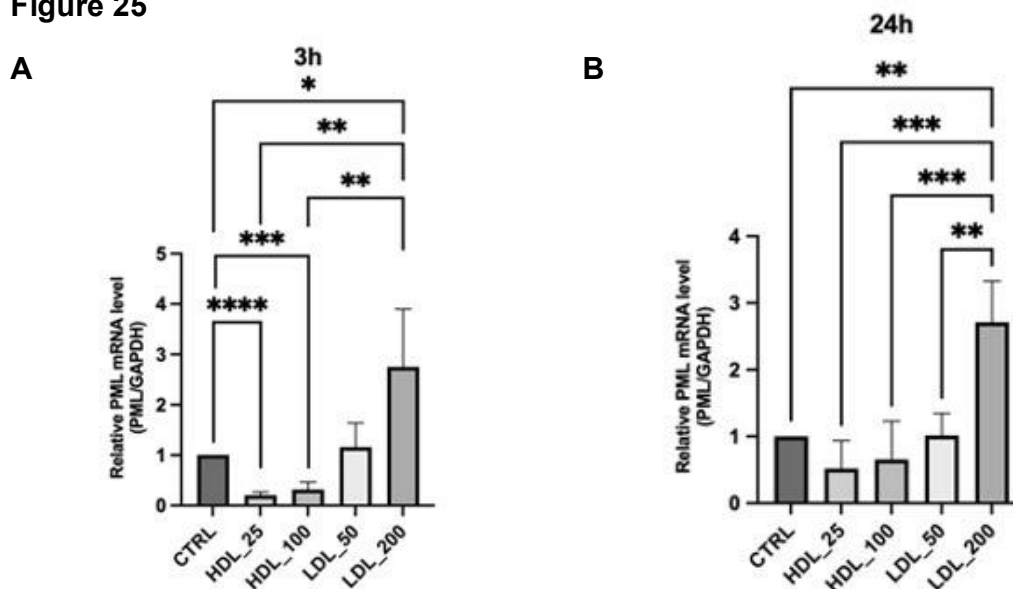 Figure 25
A
3h
*
**
**
***
****
Relative PML mRNA level
(PML/GAPDH)
5
4
3
2
1
0
CTRL
HDL_25
HDL_100
LDL_50
LDL_200
B
24h
**
***
***
**
Relative PML mRNA level
(PML/GAPDH)
4
3
2
1
0
CTRL
HDL_25
HDL_100
LDL_50
LDL_200